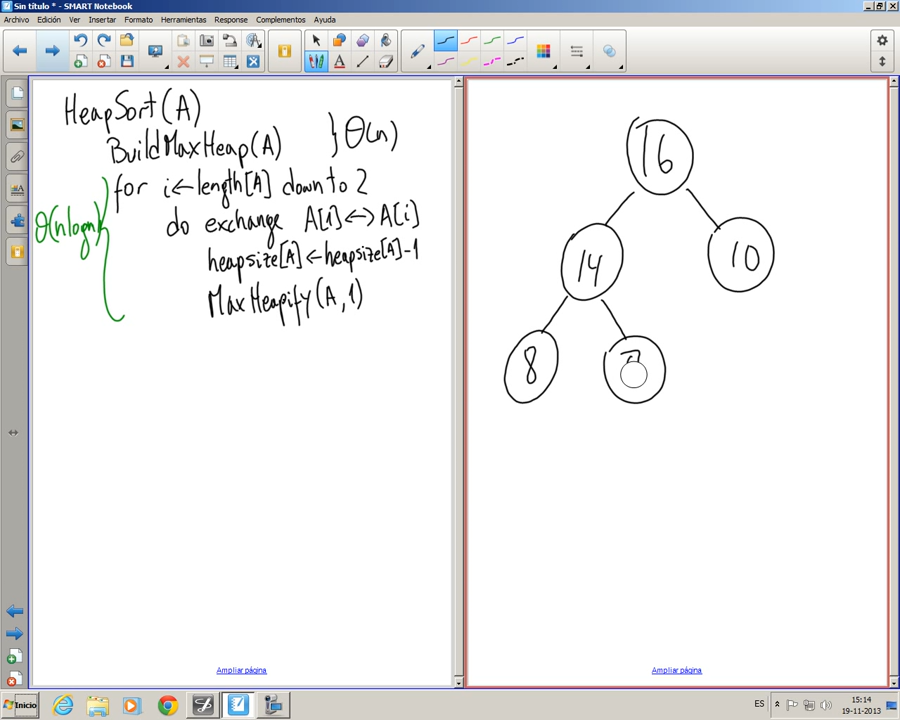 Sin título * - SMART Notebook
Archivo Edición Ver Insertar Formato Herramientas Response Complementos Ayuda
HeapSort(A)
BuildMaxHeap(A) } Θ(n)
for i←length[A] down to 2
do exchange A[1]↔A[i]
θ(nlogn)
heapsize[A]←heapsize[A]-1
MaxHeapify(A,1)
16
14
10
8
Ampliar página
Ampliar página
Inicio
ES
15:14
19-11-2013